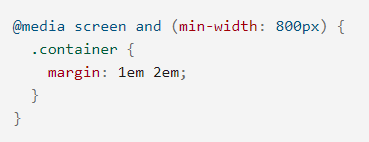 @media screen and (min-width: 800px) {
  .container {
    margin: 1em 2em;
  }
}